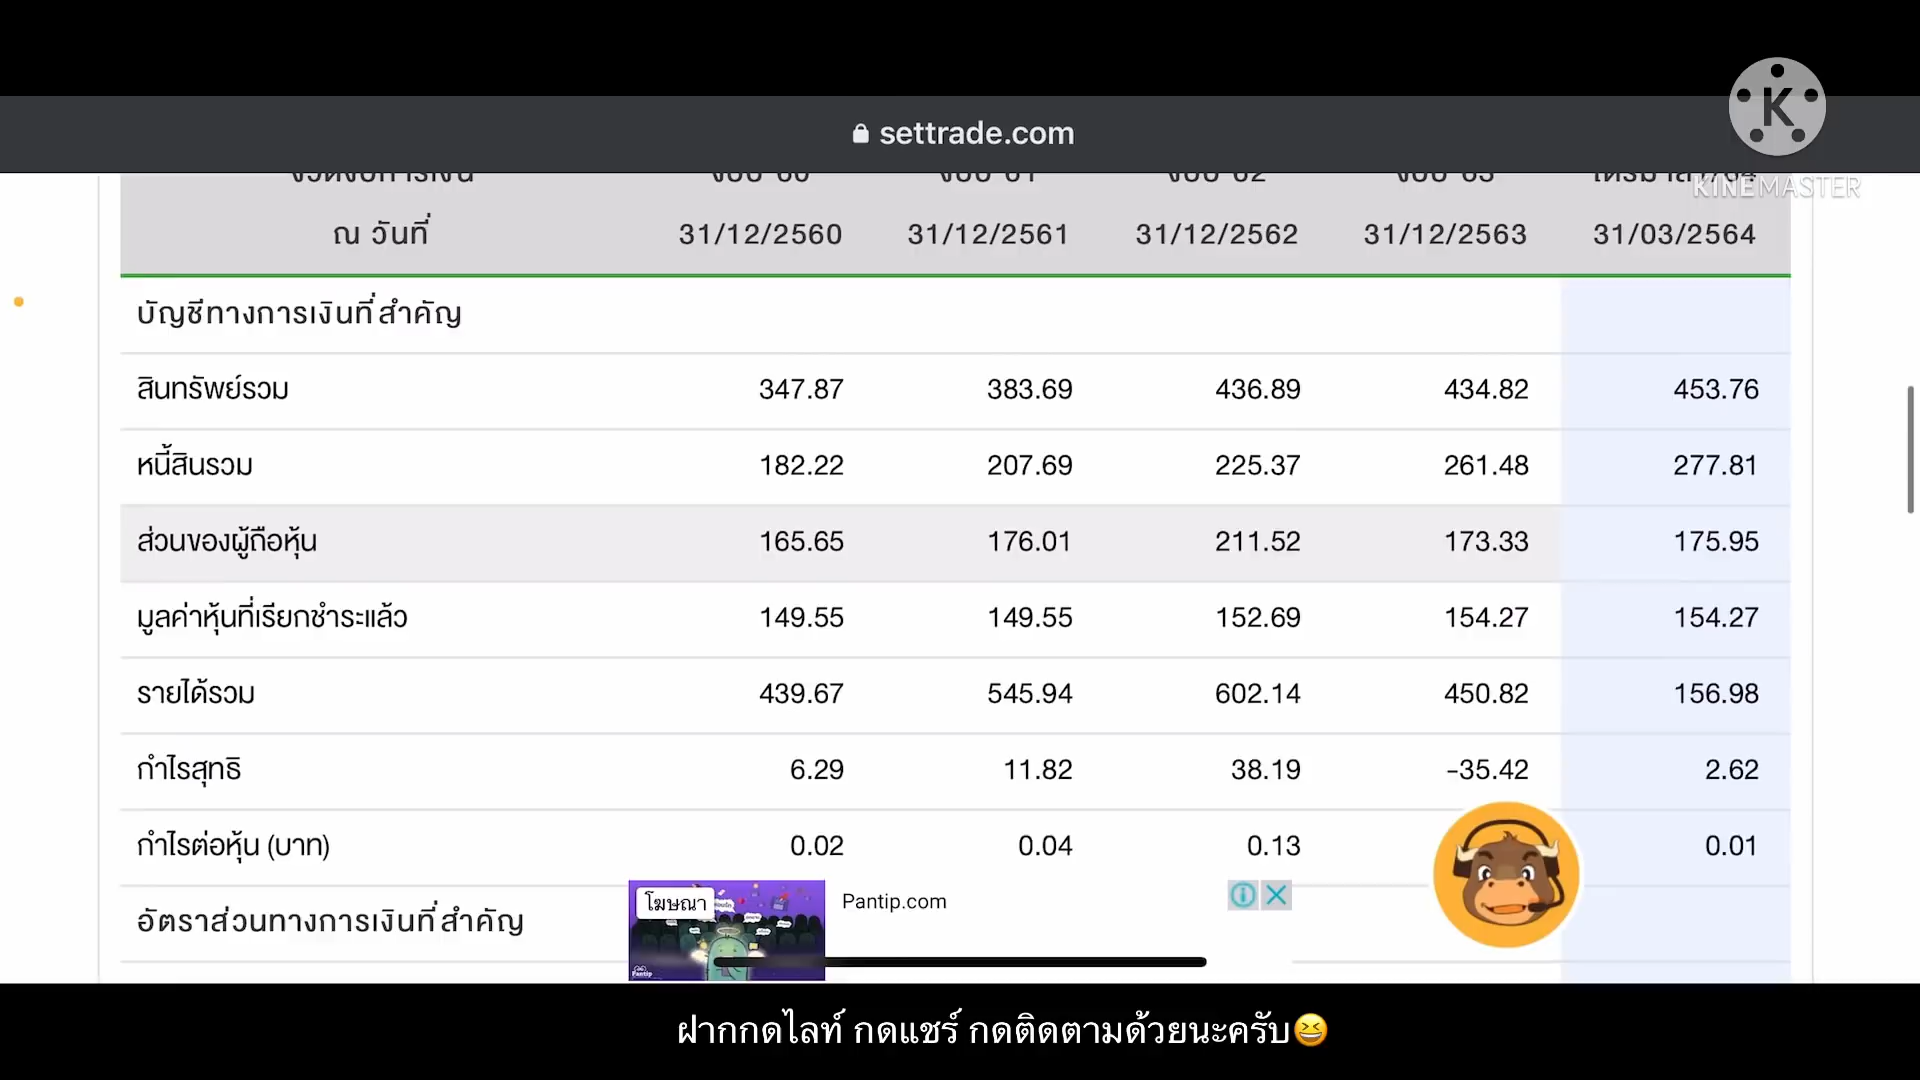 settrade.com
K
KINEMASTER
ณ วันที่ 31/12/2560 31/12/2561 31/12/2562 31/12/2563 31/03/2564
บัญชีทางการเงินที่สำคัญ
สินทรัพย์รวม 347.87 383.69 436.89 434.82 453.76
หนี้สินรวม 182.22 207.69 225.37 261.48 277.81
ส่วนของผู้ถือหุ้น 165.65 176.01 211.52 173.33 175.95
มูลค่าหุ้นที่เรียกชำระแล้ว 149.55 149.55 152.69 154.27 154.27
รายได้รวม 439.67 545.94 602.14 450.82 156.98
กำไรสุทธิ 6.29 11.82 38.19 -35.42 2.62
กำไรต่อหุ้น (บาท) 0.02 0.04 0.13 0.01
อัตราส่วนทางการเงินที่สำคัญ
โฆษณา
Pantip.com
Pantip
ฝากกดไลท์ กดแชร์ กดติดตามด้วยนะครับ😆